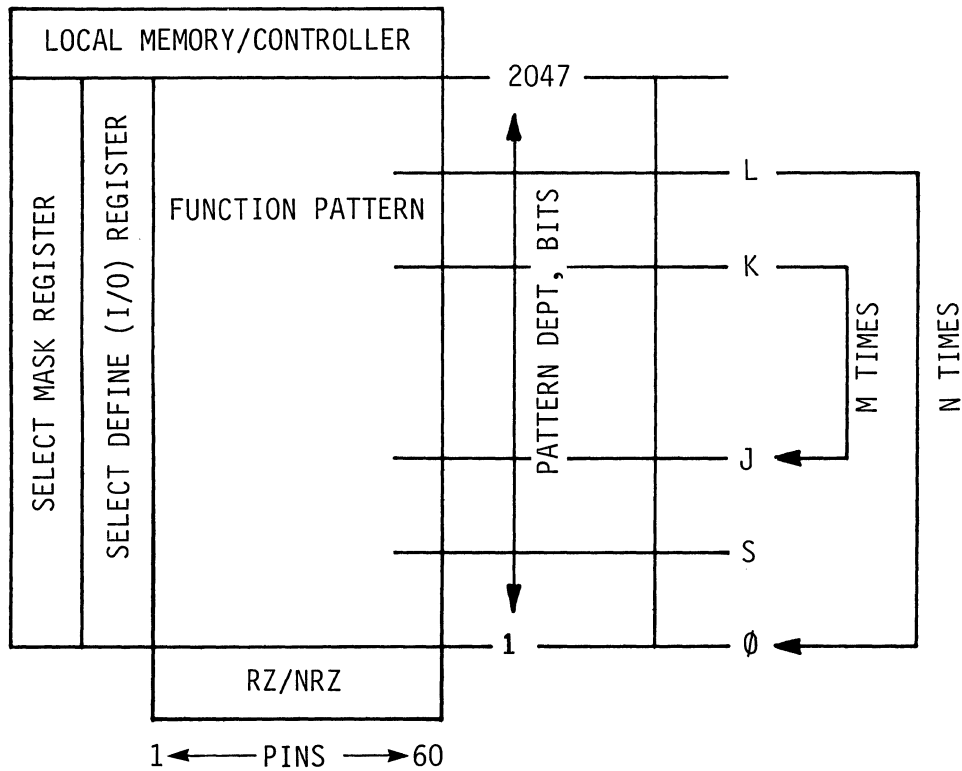 LOCAL MEMORY/CONTROLLER
SELECT MASK REGISTER
SELECT DEFINE (I/O) REGISTER
FUNCTION PATTERN
2047
PATTERN DEPT, BITS
1
L
K
J
S
Ø
M TIMES
N TIMES
RZ/NRZ
1 PINS 60